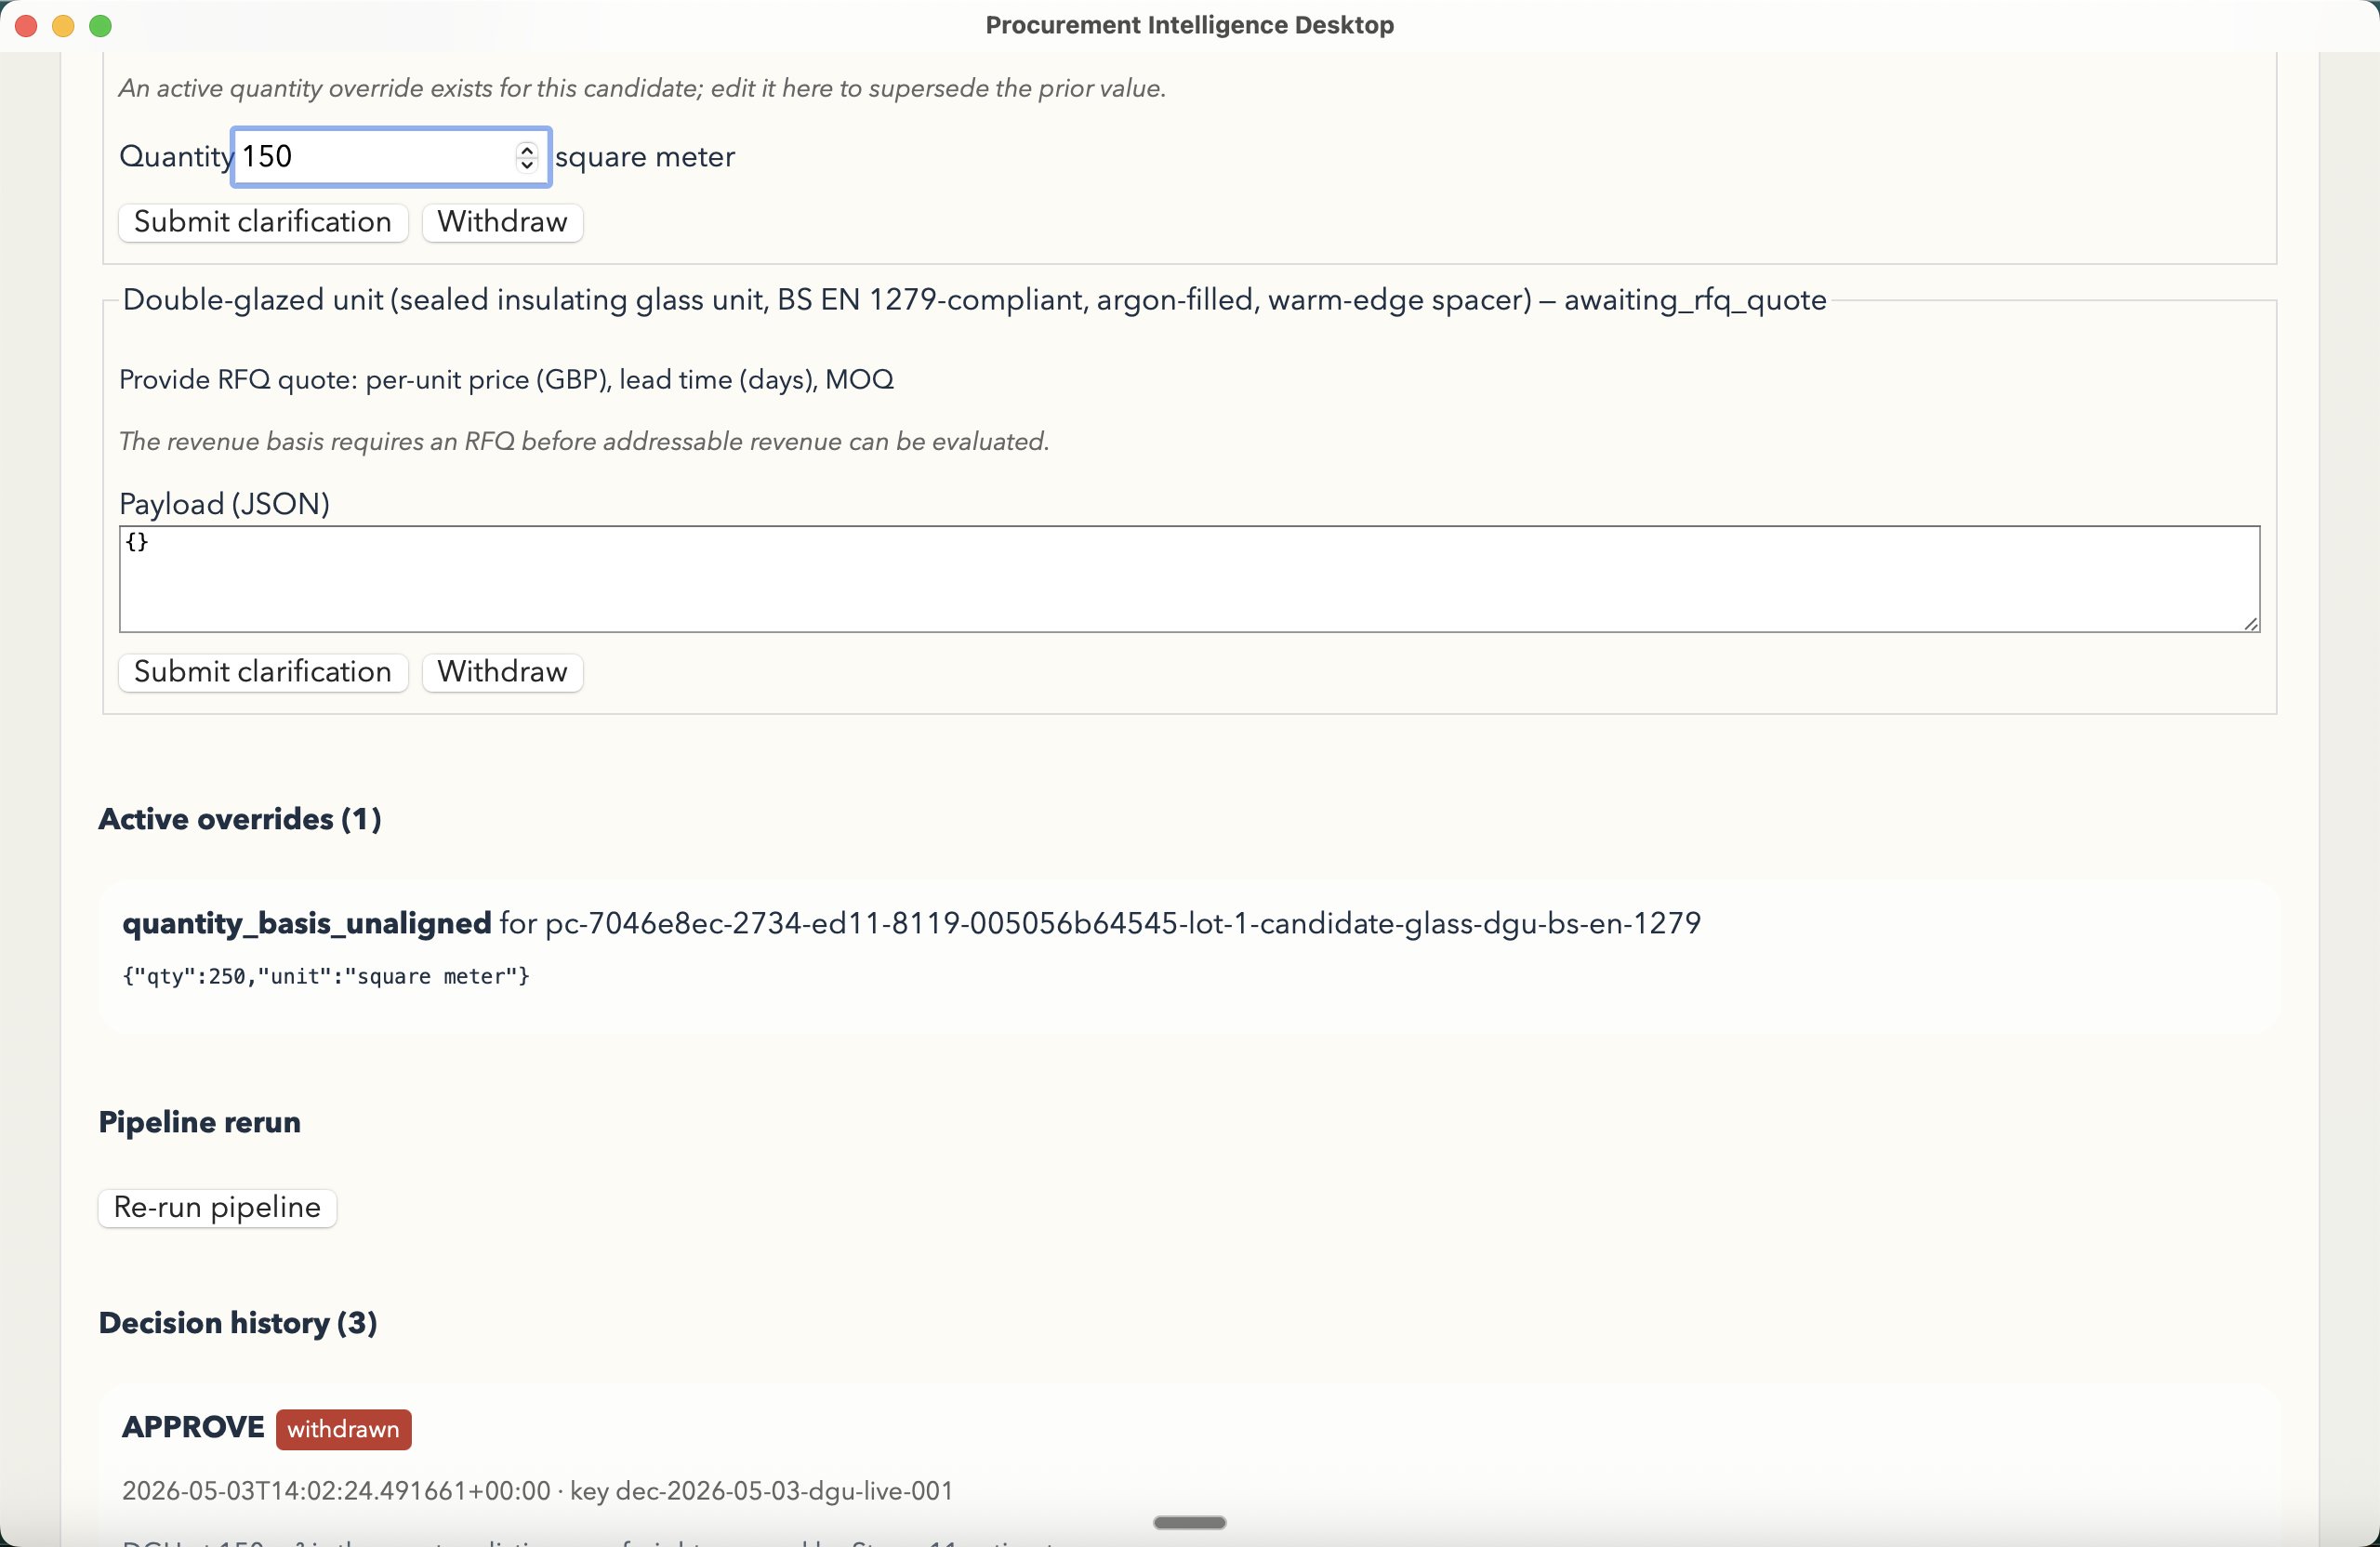 Procurement Intelligence Desktop
An active quantity override exists for this candidate; edit it here to supersede the prior value.
Quantity 150 square meter
Submit clarification Withdraw
Double-glazed unit (sealed insulating glass unit, BS EN 1279-compliant, argon-filled, warm-edge spacer) – awaiting_rfq_quote
Provide RFQ quote: per-unit price (GBP), lead time (days), MOQ
The revenue basis requires an RFQ before addressable revenue can be evaluated.
Payload (JSON)
{}
Submit clarification Withdraw
Active overrides (1)
quantity_basis_unaligned for pc-7046e8ec-2734-ed11-8119-005056b64545-lot-1-candidate-glass-dgu-bs-en-1279
{"qty":250,"unit":"square meter"}
Pipeline rerun
Re-run pipeline
Decision history (3)
APPROVE withdrawn
2026-05-03T14:02:24.491661+00:00 · key dec-2026-05-03-dgu-live-001